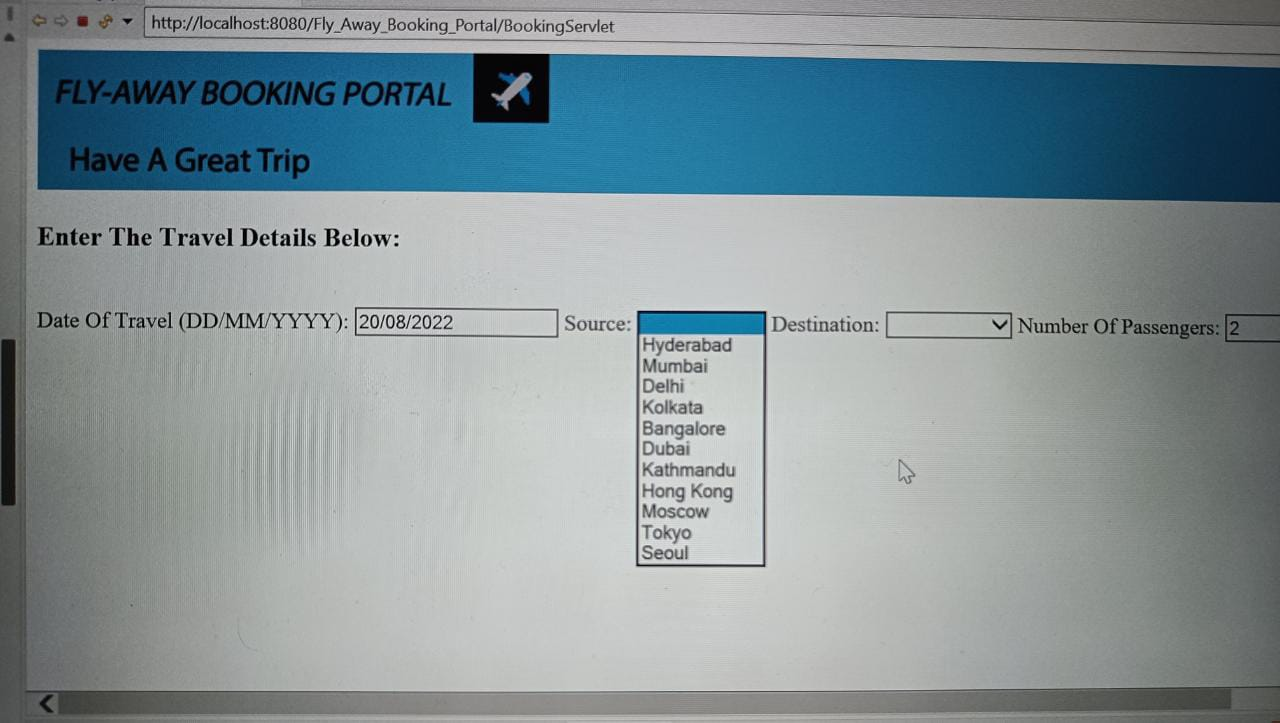 http://localhost:8080/Fly_Away_Booking_Portal/BookingServlet
FLY-AWAY BOOKING PORTAL
Have A Great Trip
Enter The Travel Details Below:
Date Of Travel (DD/MM/YYYY): 20/08/2022 Source: Destination: Number Of Passengers: 2
Hyderabad
Mumbai
Delhi
Kolkata
Bangalore
Dubai
Kathmandu
Hong Kong
Moscow
Tokyo
Seoul